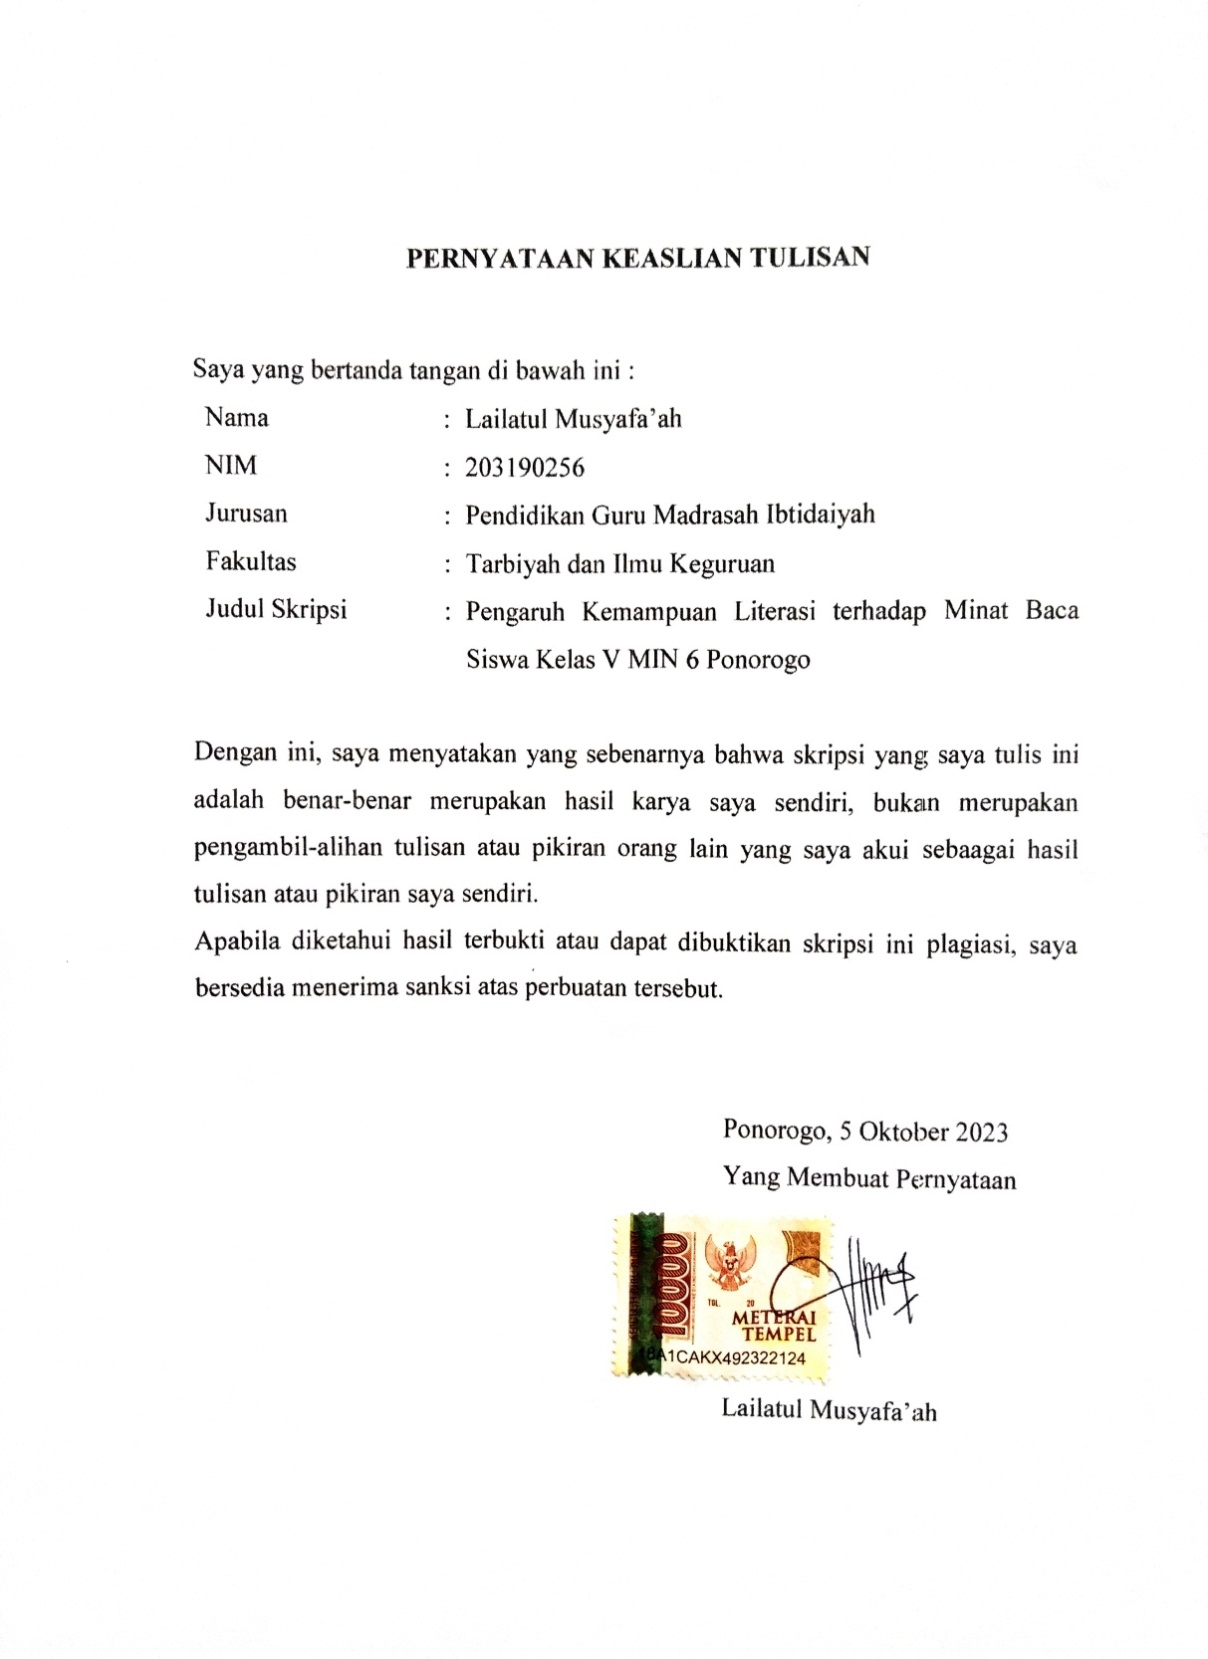 PERNYATAAN KEASLIAN TULISAN
Saya yang bertanda tangan di bawah ini :
Nama : Lailatul Musyafa’ah
NIM : 203190256
Jurusan : Pendidikan Guru Madrasah Ibtidaiyah
Fakultas : Tarbiyah dan Ilmu Keguruan
Judul Skripsi : Pengaruh Kemampuan Literasi terhadap Minat Baca
Siswa Kelas V MIN 6 Ponorogo
Dengan ini, saya menyatakan yang sebenarnya bahwa skripsi yang saya tulis ini
adalah benar-benar merupakan hasil karya saya sendiri, bukan merupakan
pengambil-alihan tulisan atau pikiran orang lain yang saya akui sebaagai hasil
tulisan atau pikiran saya sendiri.
Apabila diketahui hasil terbukti atau dapat dibuktikan skripsi ini plagiasi, saya
bersedia menerima sanksi atas perbuatan tersebut.
Ponorogo, 5 Oktober 2023
Yang Membuat Pernyataan
10000
TGL. 20
METERAI
TEMPEL
A1CAKX492322124
Lailatul Musyafa’ah